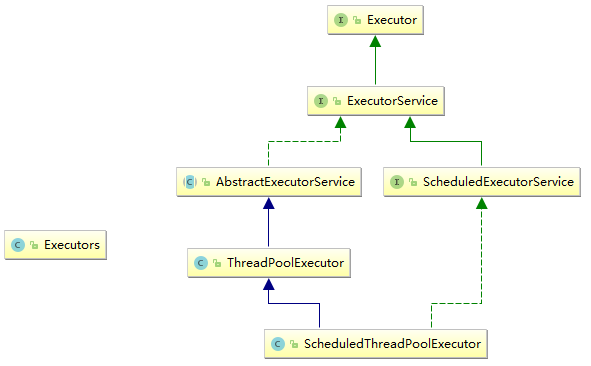 I Executor
I ExecutorService
C AbstractExecutorService
I ScheduledExecutorService
C Executors
C ThreadPoolExecutor
C ScheduledThreadPoolExecutor